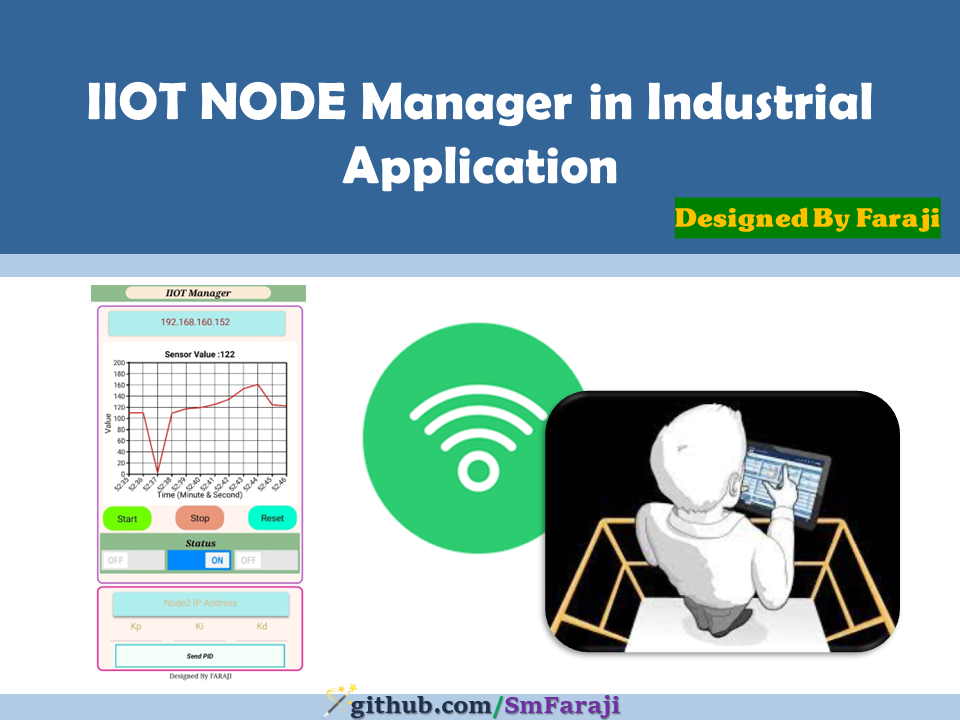 IIOT NODE Manager in Industrial
Application
Designed By Faraji
IIOT Manager
192.168.160.152
Sensor Value :122
200
180
160
140
120
100
80
60
40
20
0
Value
52:35 52:36 52:37 52:38 52:39 52:40 52:41 52:42 52:43 52:44 52:45 52:46
Time (Minute & Second)
Start Stop Reset
Status
OFF ON OFF
Node2 IP Address
Kp Ki Kd
Send PID
Designed By FARAJI
github.com/SmFaraji